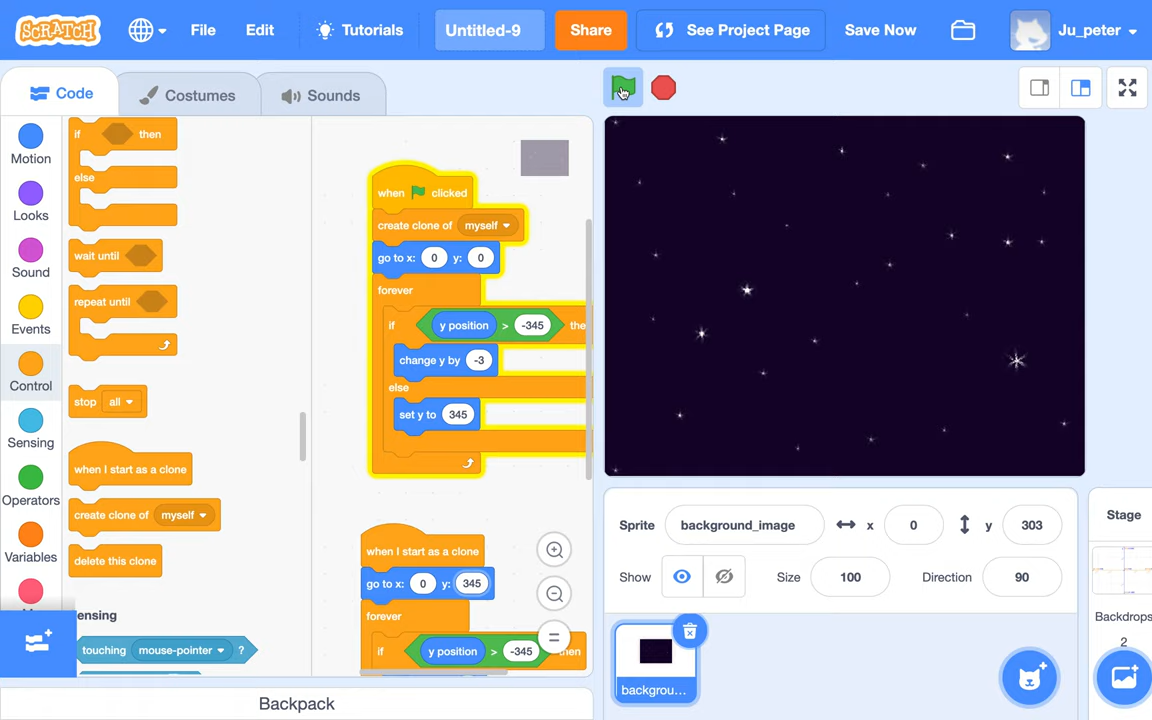 SCRATCH
File
Edit
Tutorials
Untitled-9
Share
See Project Page
Save Now
Ju_peter
Code
Costumes
Sounds
Motion
Looks
Sound
Events
Control
Sensing
Operators
Variables
if then
else
wait until
repeat until
stop all
when I start as a clone
create clone of myself
delete this clone
ensing
touching mouse-pointer ?
when clicked
create clone of myself
go to x: 0 y: 0
forever
if y position > -345 the
change y by -3
else
set y to 345
when I start as a clone
go to x: 0 y: 345
forever
if y position > -345 then
Backpack
Sprite background_image x 0 y 303
Show Size 100 Direction 90
backgrou...
Stage
Backdrops
2